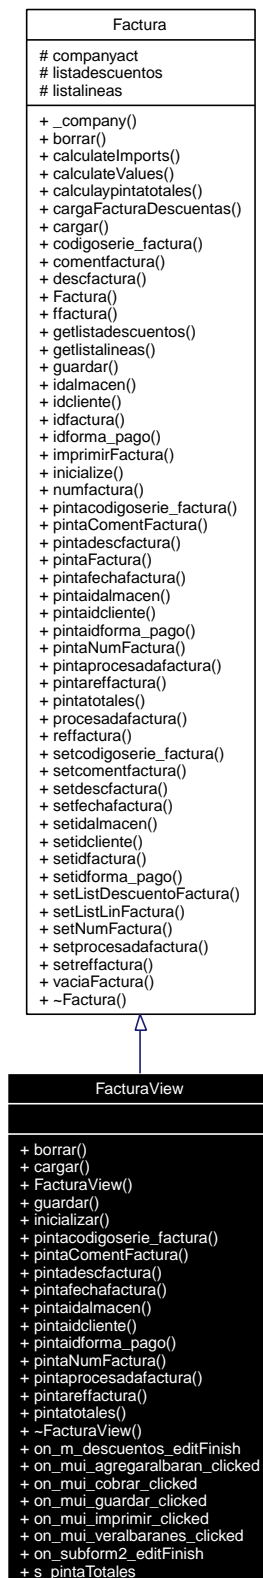 Factura
# companyact
# listadescuentos
# listalineas
+ _company()
+ borrar()
+ calculateImports()
+ calculateValues()
+ calculaypintatotales()
+ cargaFacturaDescuentas()
+ cargar()
+ codigoserie_factura()
+ comentfactura()
+ descfactura()
+ Factura()
+ ffactura()
+ getlistadescuentos()
+ getlistalineas()
+ guardar()
+ idalmacen()
+ idcliente()
+ idfactura()
+ idforma_pago()
+ imprimirFactura()
+ inicialize()
+ numfactura()
+ pintacodigoserie_factura()
+ pintaComentFactura()
+ pintadescfactura()
+ pintaFactura()
+ pintafechafactura()
+ pintaidalmacen()
+ pintaidcliente()
+ pintaidforma_pago()
+ pintaNumFactura()
+ pintaprocesadafactura()
+ pintareffactura()
+ pintatotales()
+ procesadafactura()
+ reffactura()
+ setcodigoserie_factura()
+ setcomentfactura()
+ setdescfactura()
+ setfechafactura()
+ setidalmacen()
+ setidcliente()
+ setidfactura()
+ setidforma_pago()
+ setListDescuentoFactura()
+ setListLinFactura()
+ setNumFactura()
+ setprocesadafactura()
+ setreffactura()
+ vaciaFactura()
+ ~Factura()
FacturaView
+ borrar()
+ cargar()
+ FacturaView()
+ guardar()
+ inicializar()
+ pintacodigoserie_factura()
+ pintaComentFactura()
+ pintadescfactura()
+ pintafechafactura()
+ pintaidalmacen()
+ pintaidcliente()
+ pintaidforma_pago()
+ pintaNumFactura()
+ pintaprocesadafactura()
+ pintareffactura()
+ pintatotales()
+ ~FacturaView()
+ on_m_descuentos_editFinish
+ on_mui_agregaralbaran_clicked
+ on_mui_cobrar_clicked
+ on_mui_guardar_clicked
+ on_mui_imprimir_clicked
+ on_mui_veralbaranes_clicked
+ on_subform2_editFinish
+ s_pintaTotales